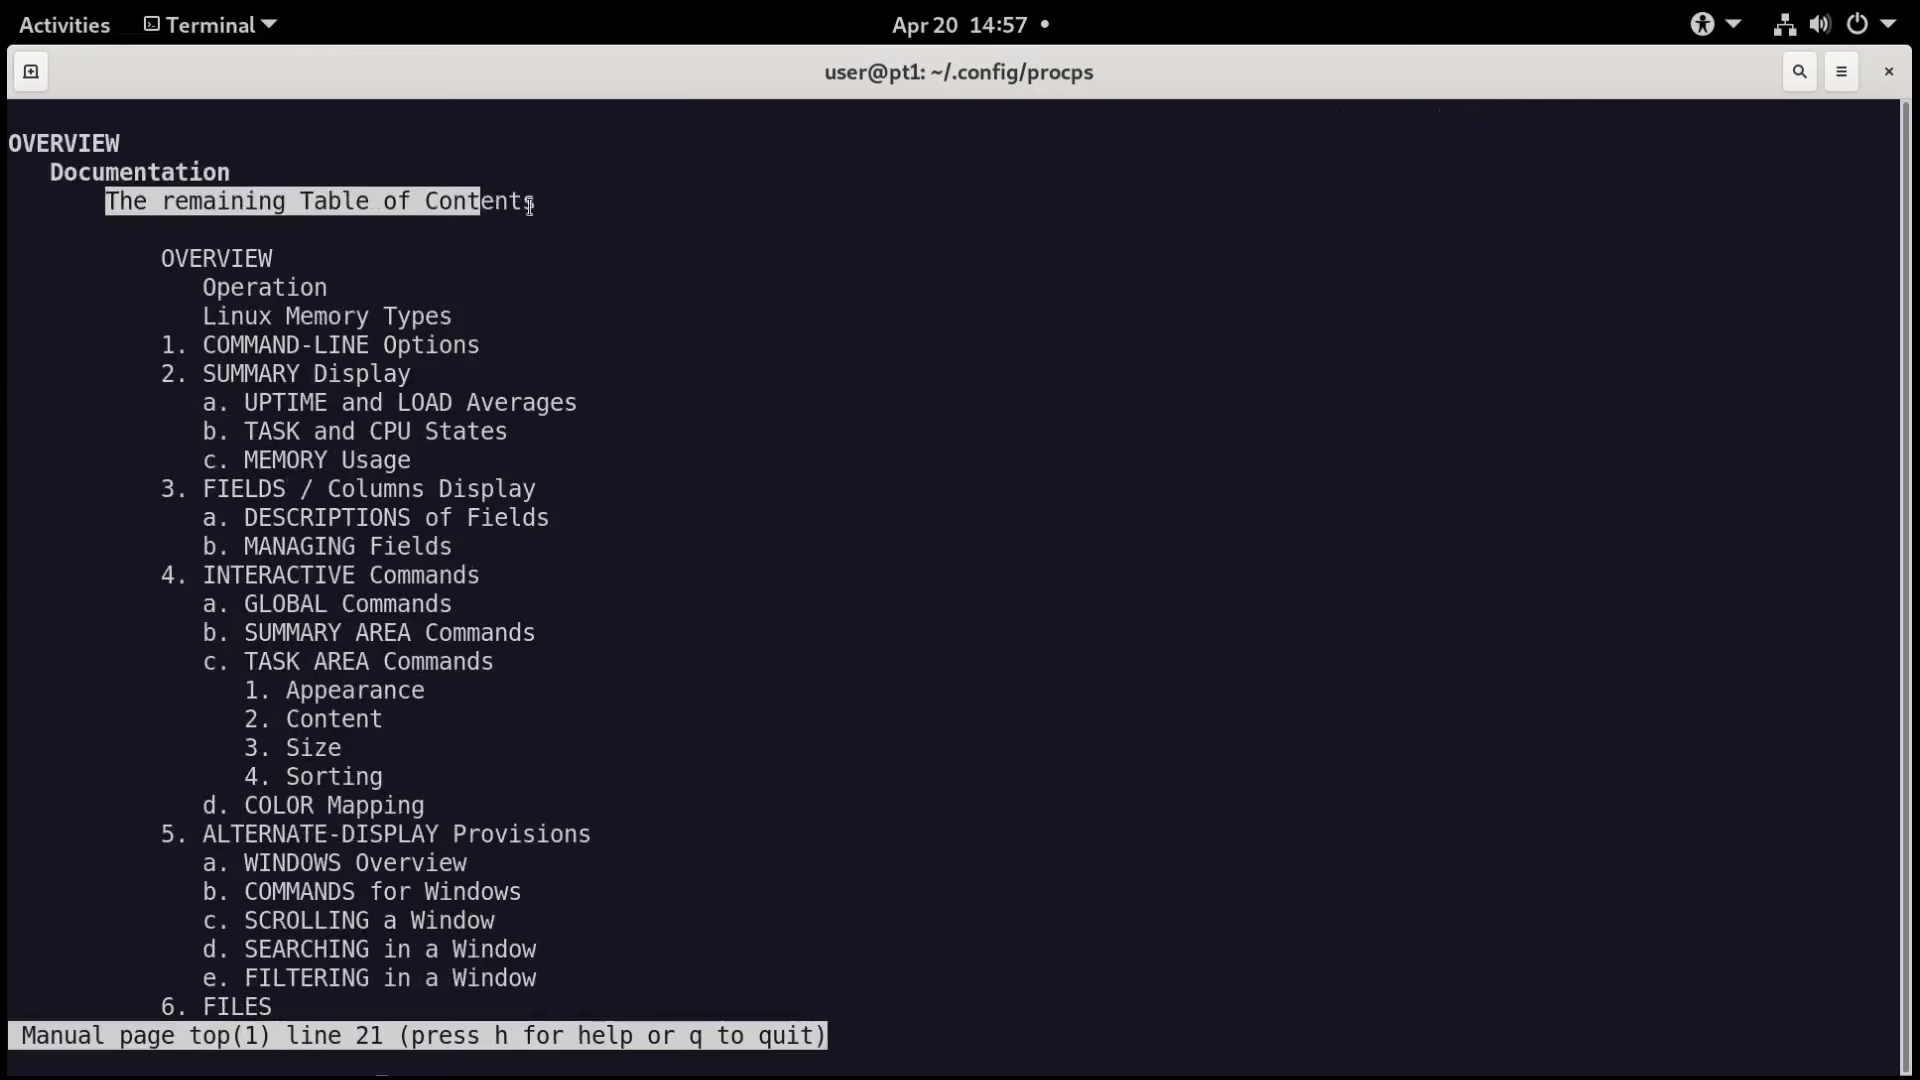 Activities Terminal Apr 20 14:57
user@pt1: ~/.config/procps
OVERVIEW
Documentation
The remaining Table of Contents
OVERVIEW
Operation
Linux Memory Types
1. COMMAND-LINE Options
2. SUMMARY Display
a. UPTIME and LOAD Averages
b. TASK and CPU States
c. MEMORY Usage
3. FIELDS / Columns Display
a. DESCRIPTIONS of Fields
b. MANAGING Fields
4. INTERACTIVE Commands
a. GLOBAL Commands
b. SUMMARY AREA Commands
c. TASK AREA Commands
1. Appearance
2. Content
3. Size
4. Sorting
d. COLOR Mapping
5. ALTERNATE-DISPLAY Provisions
a. WINDOWS Overview
b. COMMANDS for Windows
c. SCROLLING a Window
d. SEARCHING in a Window
e. FILTERING in a Window
6. FILES
Manual page top(1) line 21 (press h for help or q to quit)